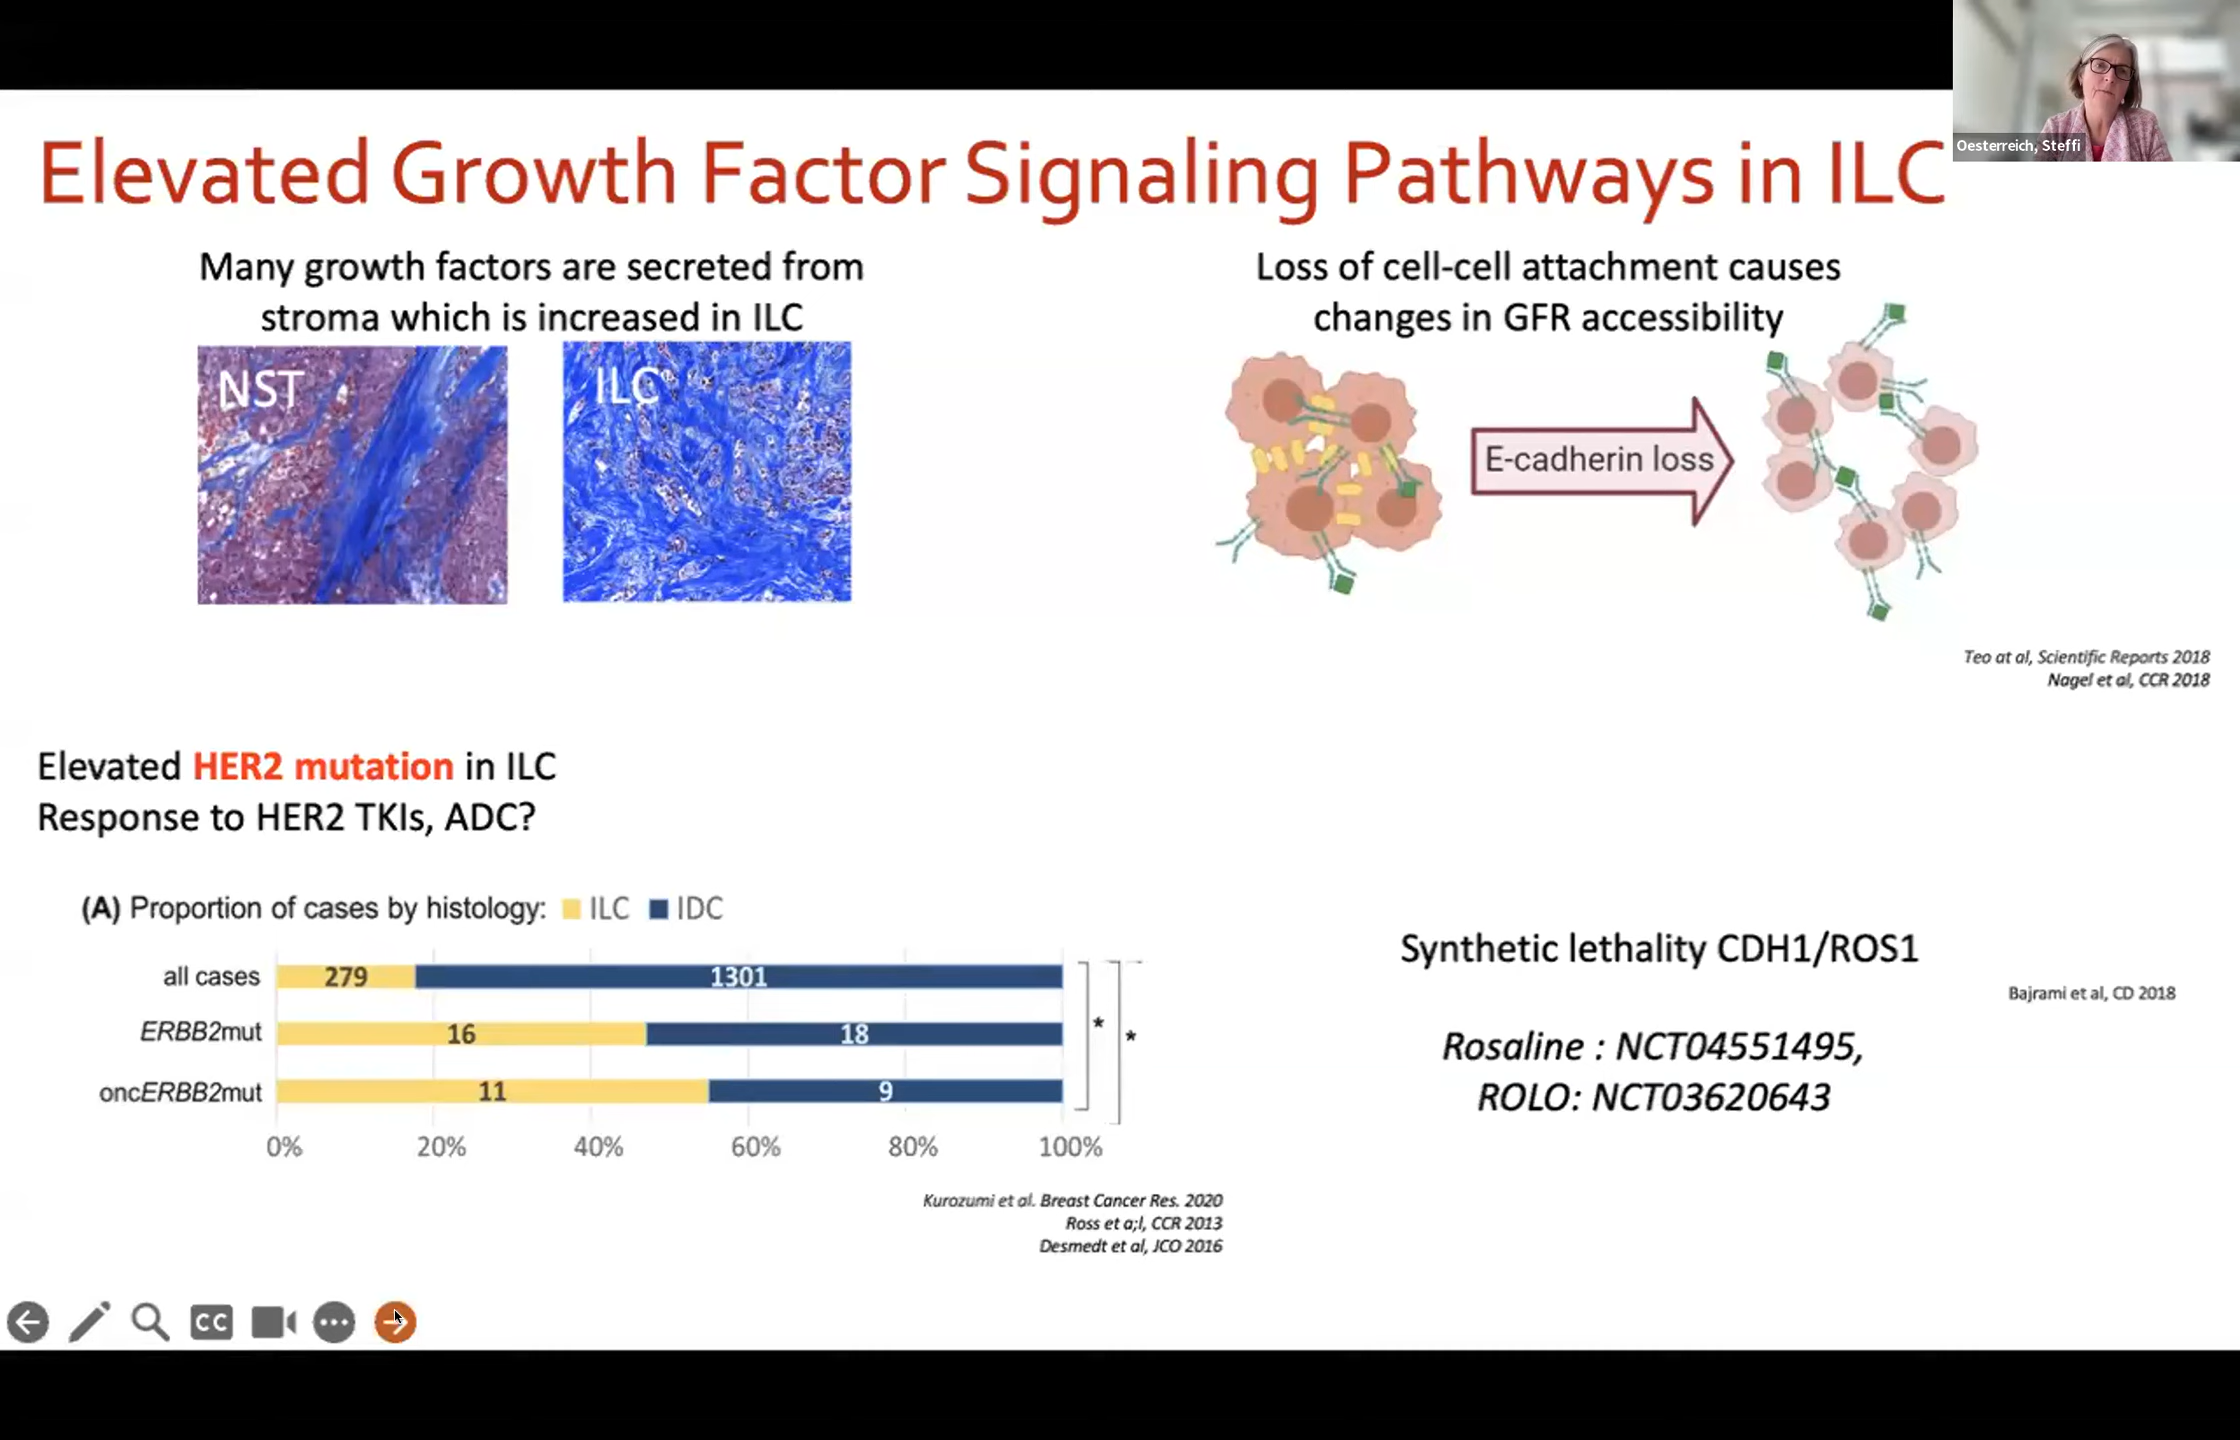 Oesterreich, Steffi
Elevated Growth Factor Signaling Pathways in ILC
Many growth factors are secreted from
stroma which is increased in ILC
NST
ILC
Loss of cell-cell attachment causes
changes in GFR accessibility
E-cadherin loss
Teo at al, Scientific Reports 2018
Nagel et al, CCR 2018
Elevated HER2 mutation in ILC
Response to HER2 TKIs, ADC?
(A) Proportion of cases by histology: ILC IDC
all cases 279 1301
ERBB2mut 16 18
oncERBB2mut 11 9
* *
0% 20% 40% 60% 80% 100%
Kurozumi et al. Breast Cancer Res. 2020
Ross et a;l, CCR 2013
Desmedt et al, JCO 2016
Synthetic lethality CDH1/ROS1
Bajrami et al, CD 2018
Rosaline : NCT04551495,
ROLO: NCT03620643
CC